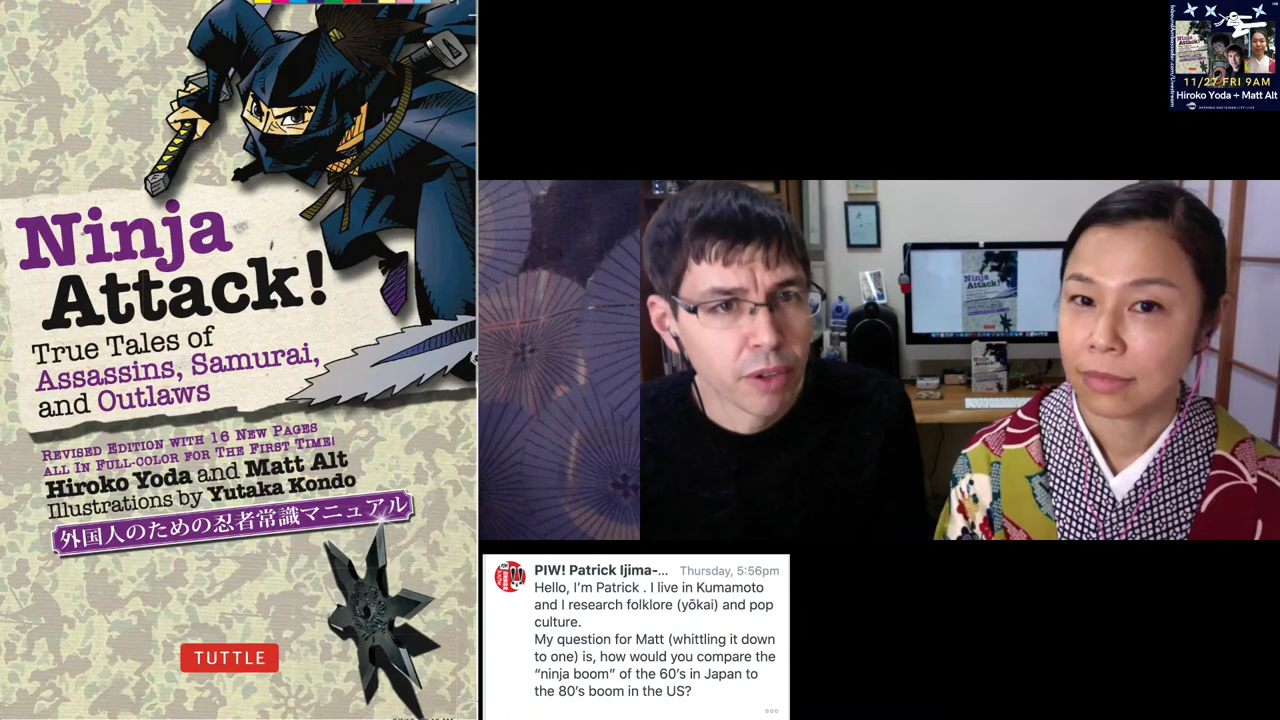 Ninja
Attack!
True Tales of
Assassins, Samurai,
and Outlaws
REVISED EDITION WITH 16 NEW PAGES
ALL IN FULL-COLOR FOR THE FIRST TIME!
Hiroko Yoda and Matt Alt
Illustrations by Yutaka Kondo
外国人のための忍者常識マニュアル
TUTTLE
11/27 FRI 9AM
Hiroko Yoda + Matt Alt
Ninja
Attack!
PIW! Patrick Ijima-... Thursday, 5:56pm
Hello, I'm Patrick . I live in Kumamoto
and I research folklore (yōkai) and pop
culture.
My question for Matt (whittling it down
to one) is, how would you compare the
“ninja boom” of the 60's in Japan to
the 80's boom in the US?